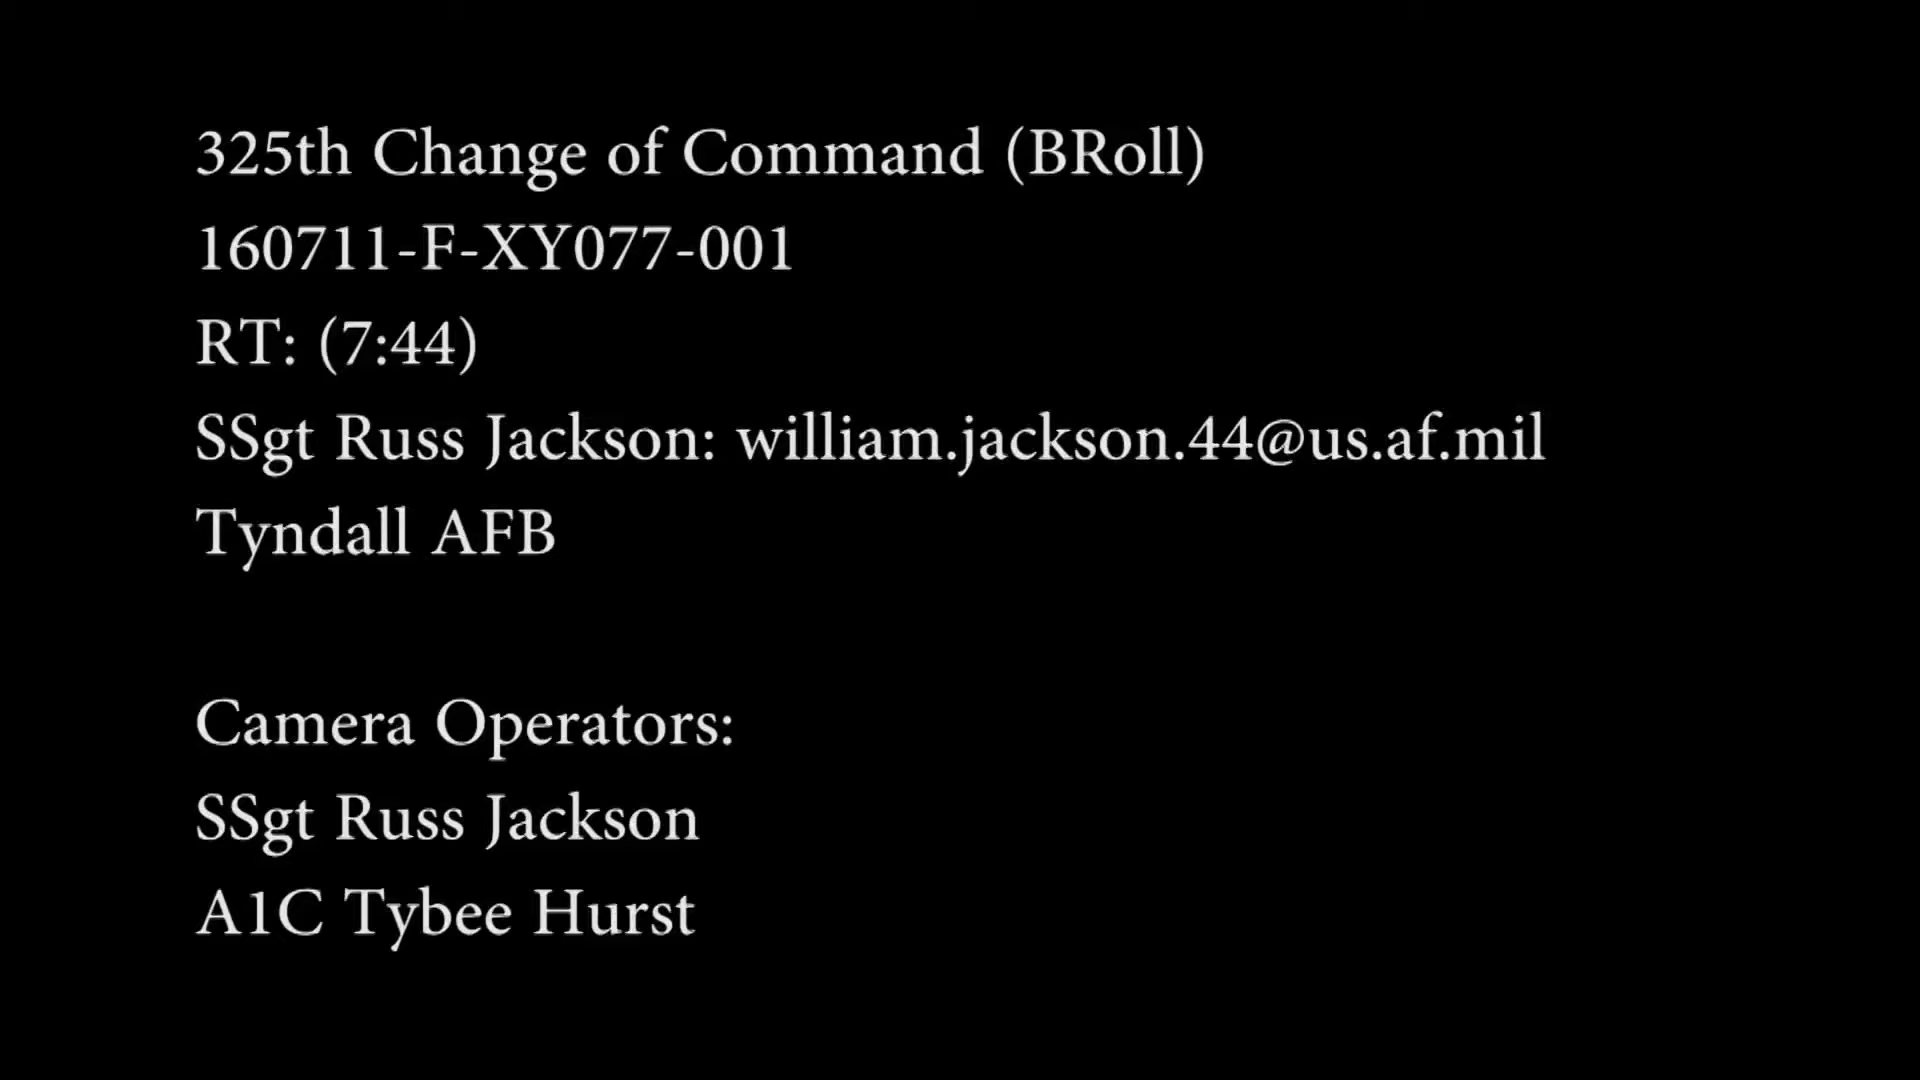 325th Change of Command (BRoll)
160711-F-XY077-001
RT: (7:44)
SSgt Russ Jackson: william.jackson.44@us.af.mil
Tyndall AFB
Camera Operators:
SSgt Russ Jackson
A1C Tybee Hurst